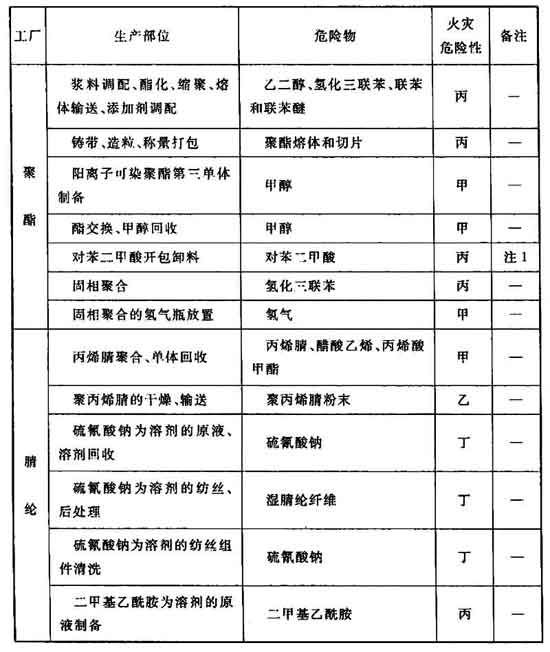 工厂 生产部位 危险物 火灾危险性 备注
聚酯
浆料调配、酯化、缩聚、熔
体输送、添加剂调配
乙二醇、氢化三联苯、联苯
和联苯醚
丙 —
铸带、造粒、称量打包 聚酯熔体和切片 丙 —
阳离子可染聚酯第三单体
制备
甲醇 甲 —
酯交换、甲醇回收 甲醇 甲 —
对苯二甲酸开包卸料 对苯二甲酸 丙 注1
固相聚合 氢化三联苯 丙 —
固相聚合的氢气瓶放置 氢气 甲 —
腈纶
丙烯腈聚合、单体回收
丙烯腈、醋酸乙烯、丙烯酸
甲酯
甲 —
聚丙烯腈的干燥、输送 聚丙烯腈粉末 乙 —
硫氰酸钠为溶剂的原液、
溶剂回收
硫氰酸钠 丁 —
硫氰酸钠为溶剂的纺丝、
后处理
湿腈纶纤维 丁 —
硫氰酸钠为溶剂的纺丝组
件清洗
硫氰酸钠 丁 —
二甲基乙酰胺为溶剂的原
液制备
二甲基乙酰胺 丙 —